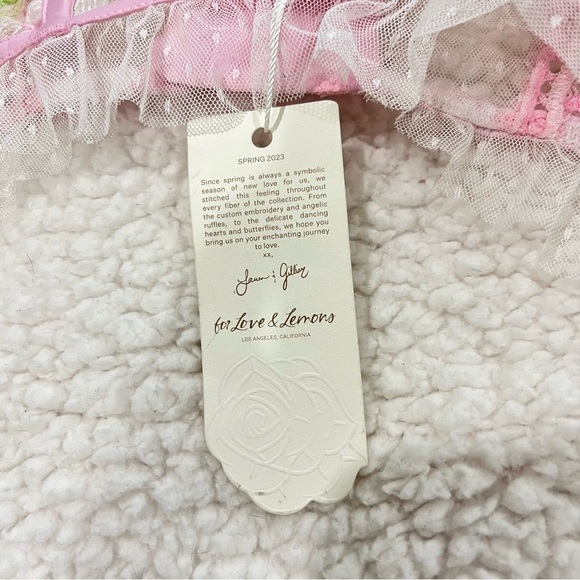 SPRING 2023
Since spring is always a symbolic
season of new love for us, we
stitched this feeling throughout
every fiber of the collection. From
the custom embroidery and angelic
ruffles, to the delicate dancing
hearts and butterflies, we hope you
bring us on your enchanting journey
to love.
xx,
for Love & Lemons
LOS ANGELES, CALIFORNIA